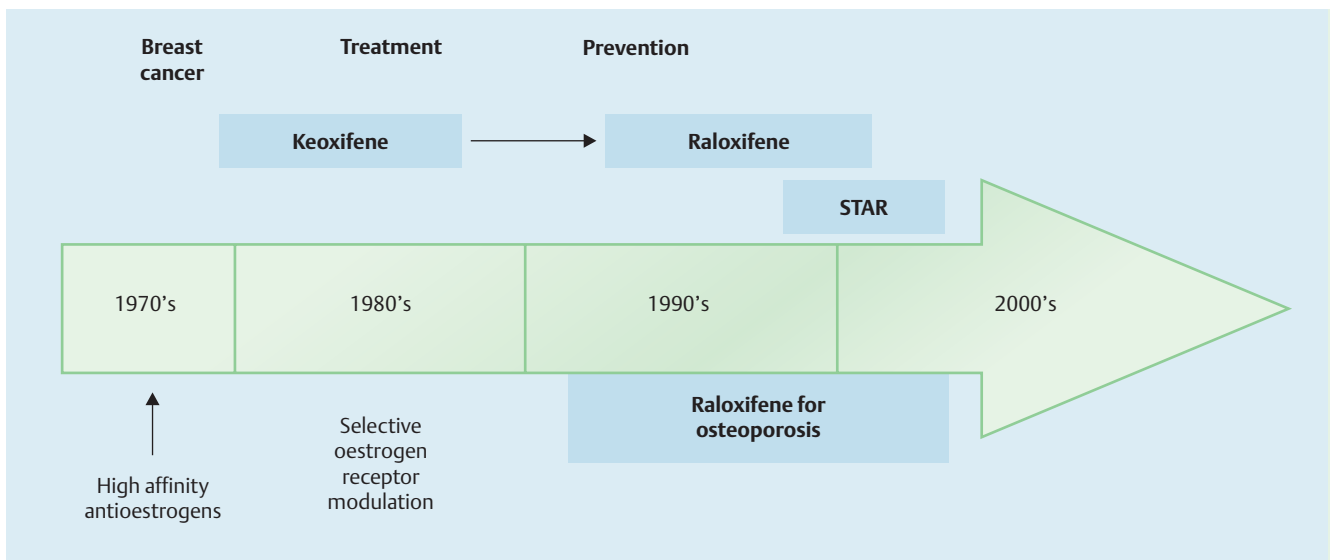 Breast
cancer
Treatment
Prevention
Keoxifene
Raloxifene
STAR
1970's
1980's
1990's
2000's
Raloxifene for
osteoporosis
Selective
oestrogen
receptor
modulation
High affinity
antioestrogens